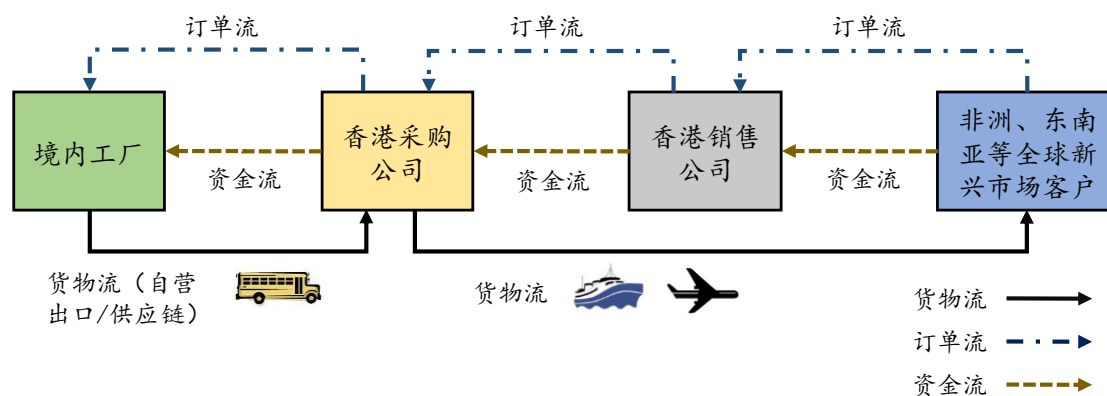 订单流
订单流
订单流
境内工厂
香港采购
公司
香港销售
公司
非洲、东南
亚等全球新
兴市场客户
资金流
资金流
资金流
货物流（自营
出口/供应链）
货物流
货物流
订单流
资金流